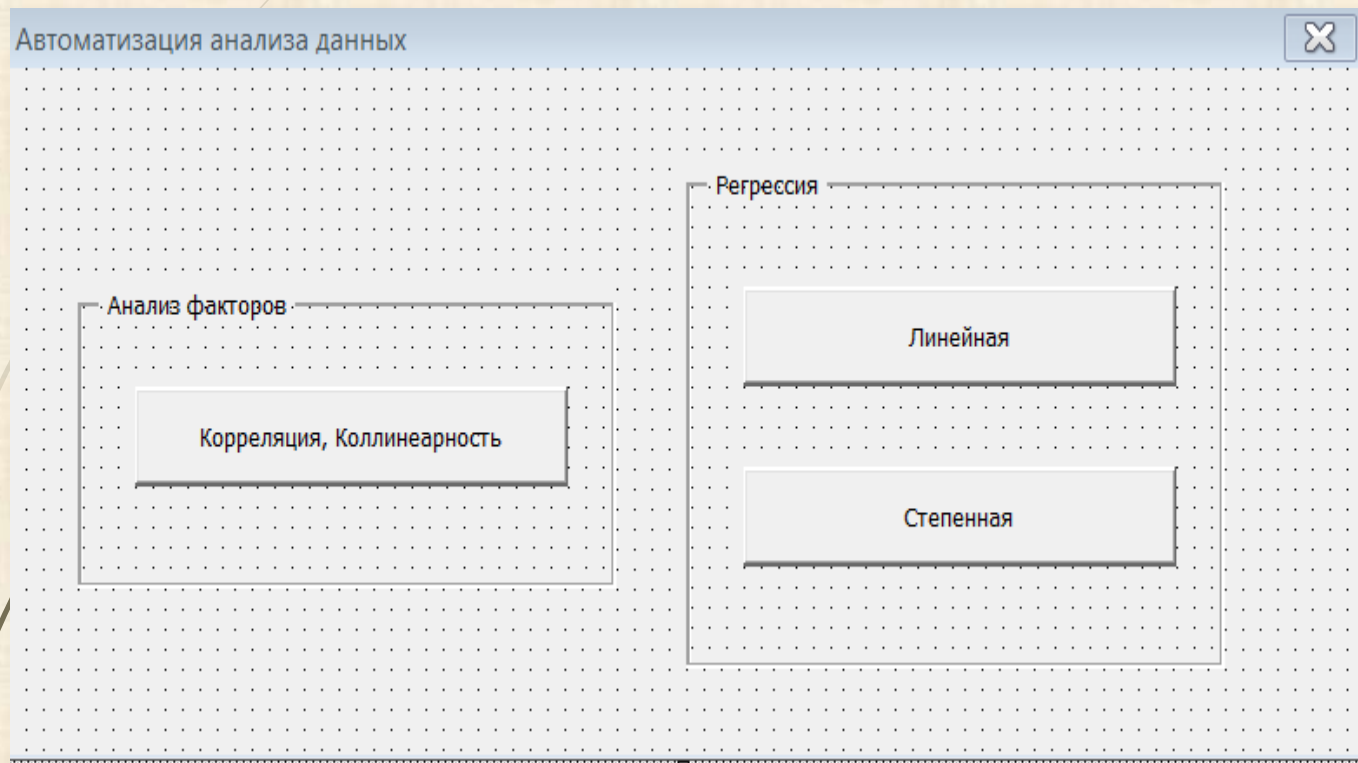 Автоматизация анализа данных
Регрессия
Анализ факторов
Линейная
Корреляция, Коллинеарность
Степенная